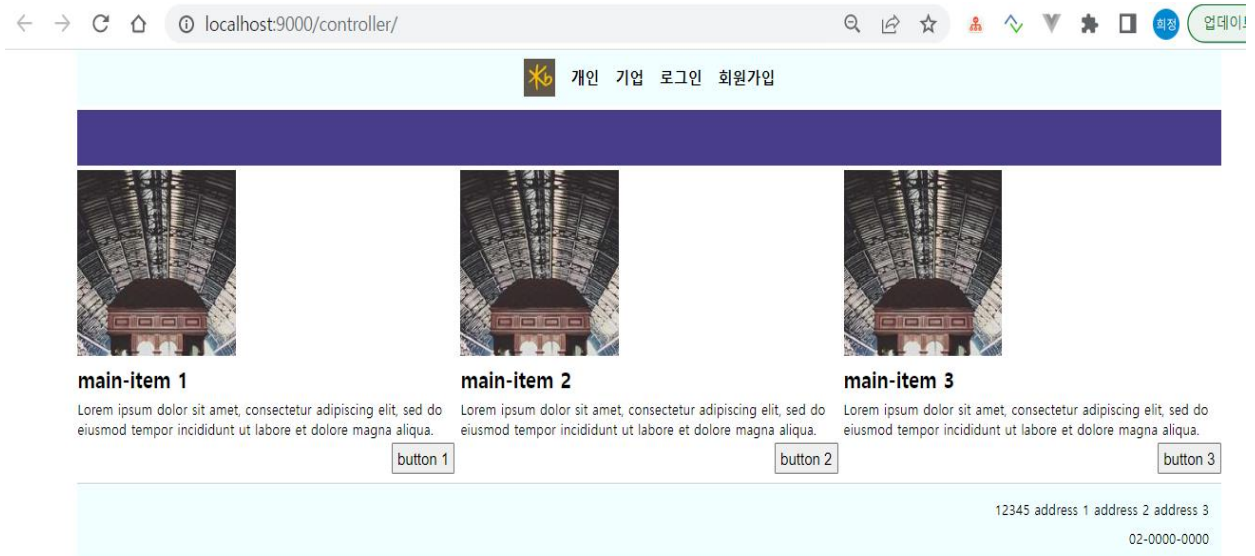 localhost:9000/controller/
희정
업데이트
Kb 개인 기업 로그인 회원가입
main-item 1
Lorem ipsum dolor sit amet, consectetur adipiscing elit, sed do
eiusmod tempor incididunt ut labore et dolore magna aliqua.
button 1
main-item 2
Lorem ipsum dolor sit amet, consectetur adipiscing elit, sed do
eiusmod tempor incididunt ut labore et dolore magna aliqua.
button 2
main-item 3
Lorem ipsum dolor sit amet, consectetur adipiscing elit, sed do
eiusmod tempor incididunt ut labore et dolore magna aliqua.
button 3
12345 address 1 address 2 address 3
02-0000-0000